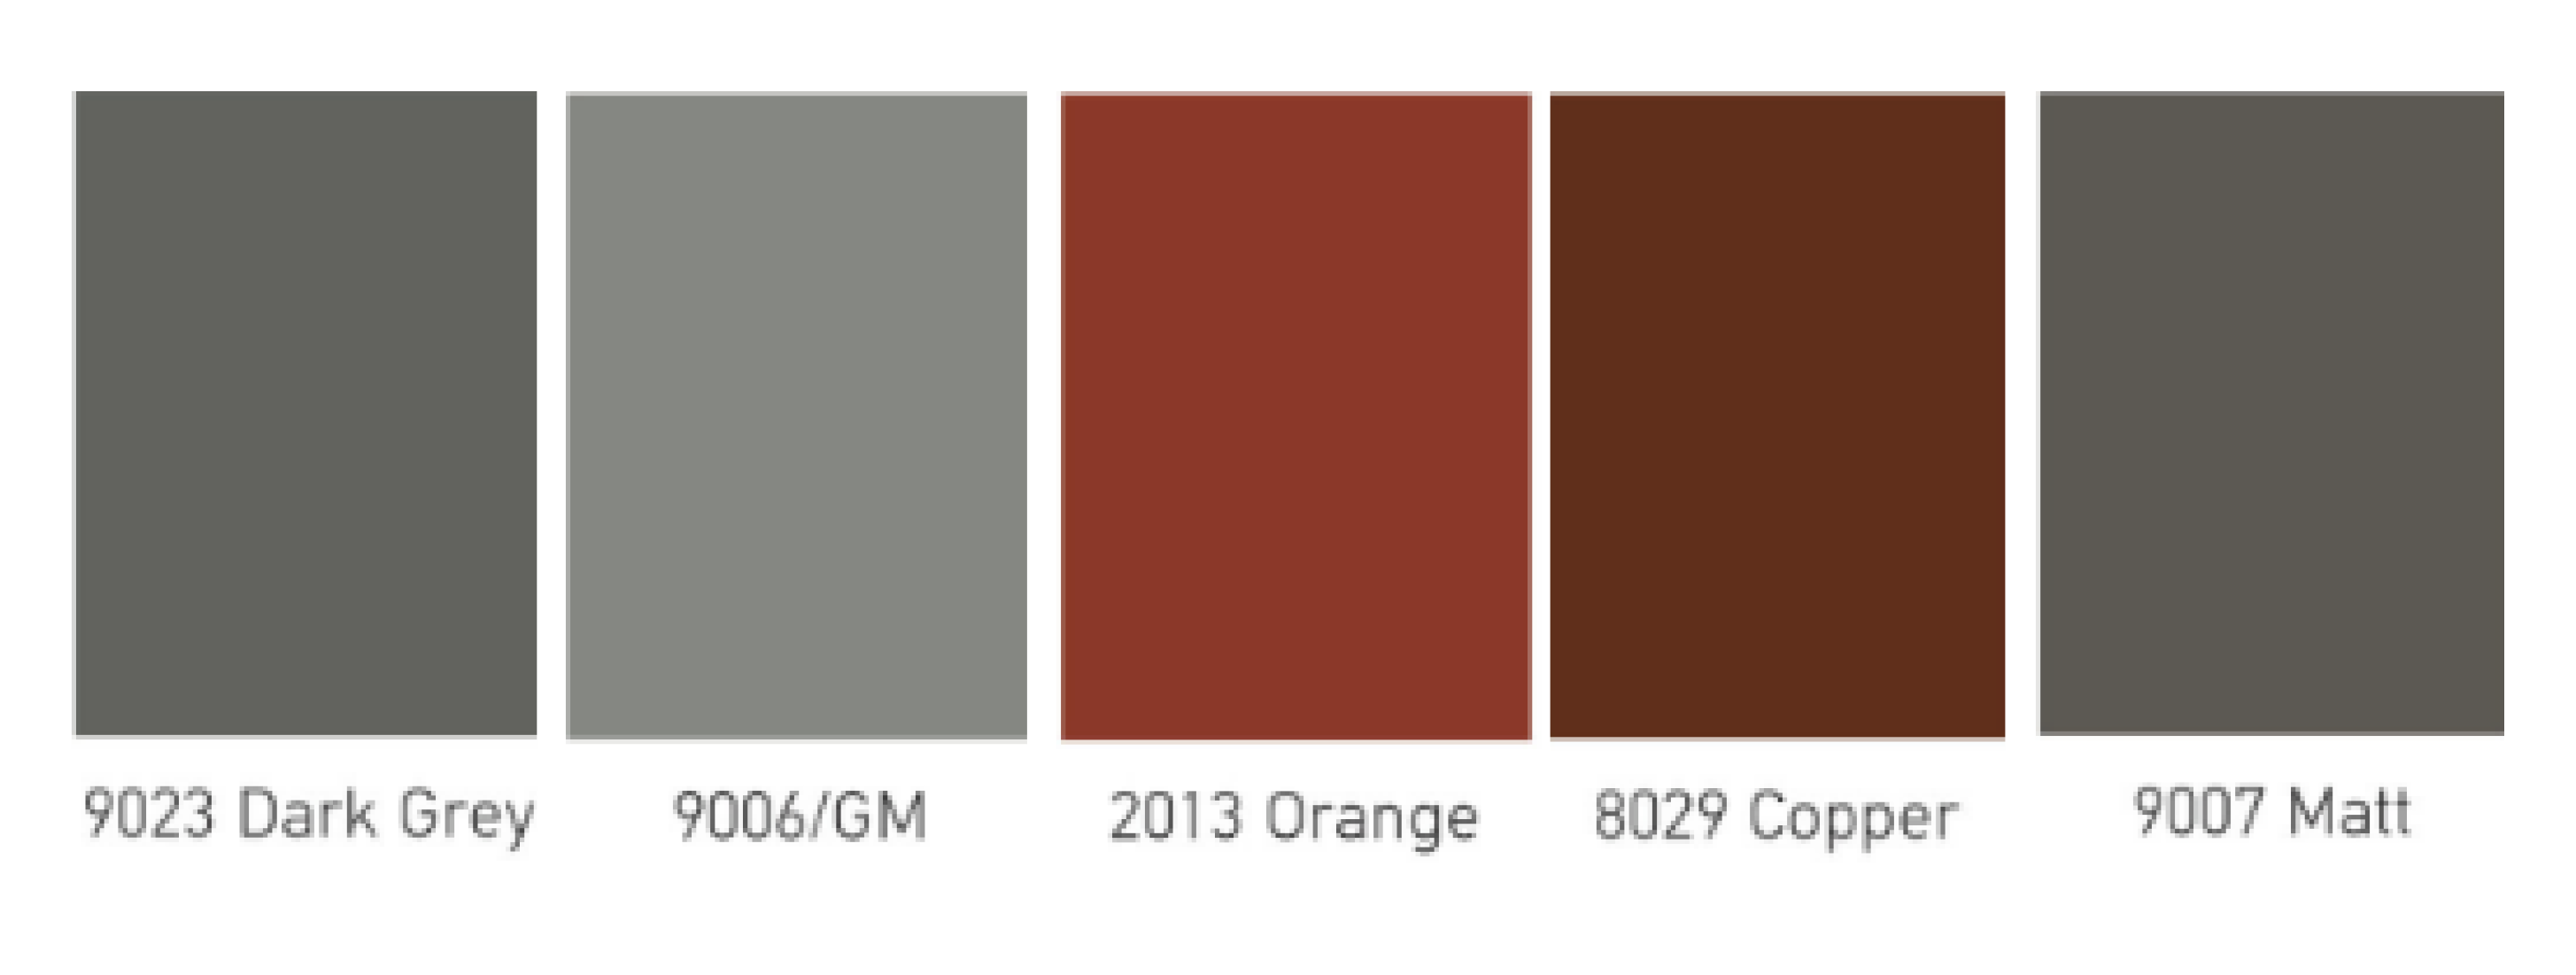 9023 Dark Grey
9006/GM
2013 Orange
8029 Copper
9007 Matt